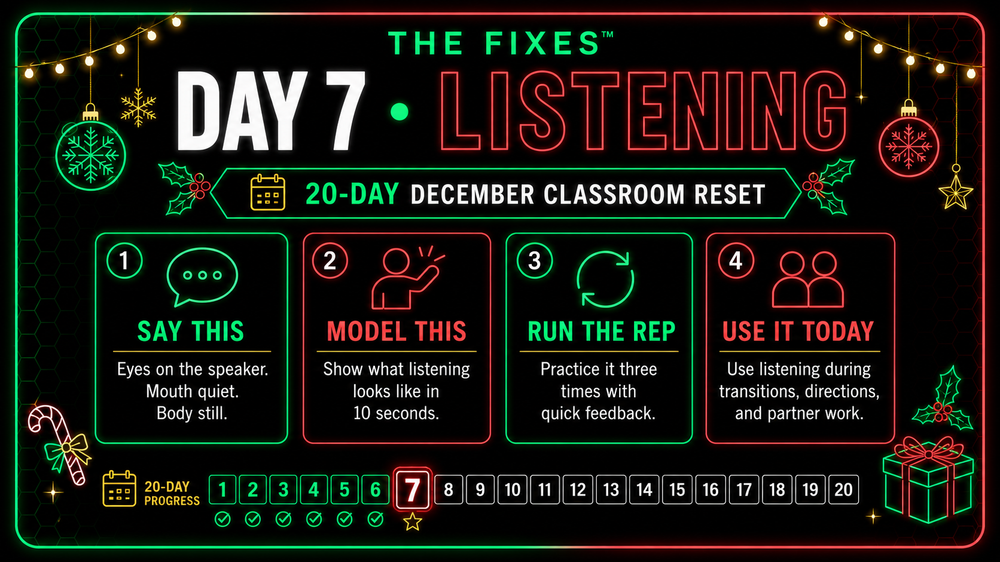 THE FIXES™
DAY 7 • LISTENING
20-DAY DECEMBER CLASSROOM RESET
1
SAY THIS
Eyes on the speaker.
Mouth quiet.
Body still.
2
MODEL THIS
Show what listening
looks like in
10 seconds.
3
RUN THE REP
Practice it three
times with
quick feedback.
4
USE IT TODAY
Use listening during
transitions, directions,
and partner work.
20-DAY
PROGRESS
1 2 3 4 5 6 7 8 9 10 11 12 13 14 15 16 17 18 19 20